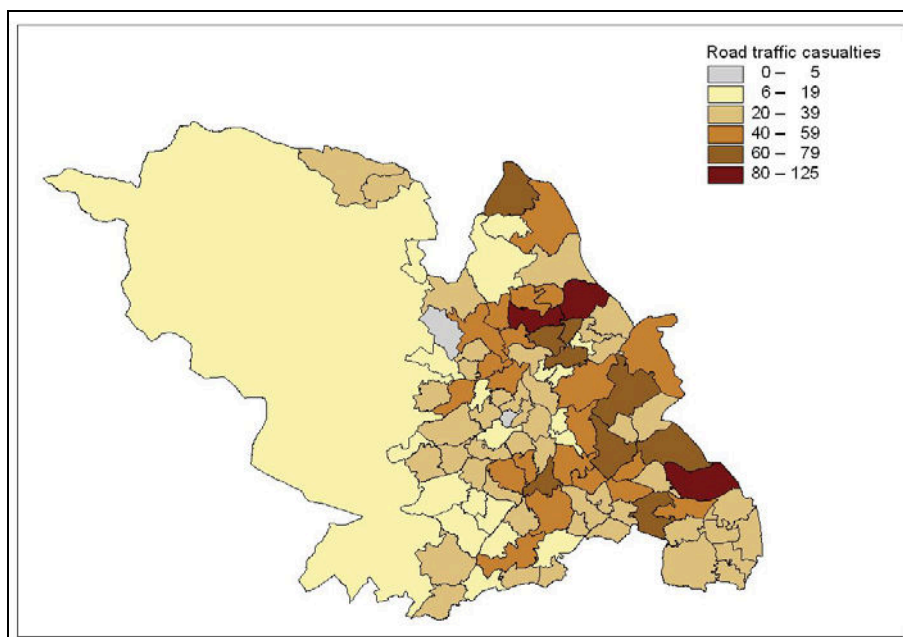 Road traffic casualties
0 – 5
6 – 19
20 – 39
40 – 59
60 – 79
80 – 125